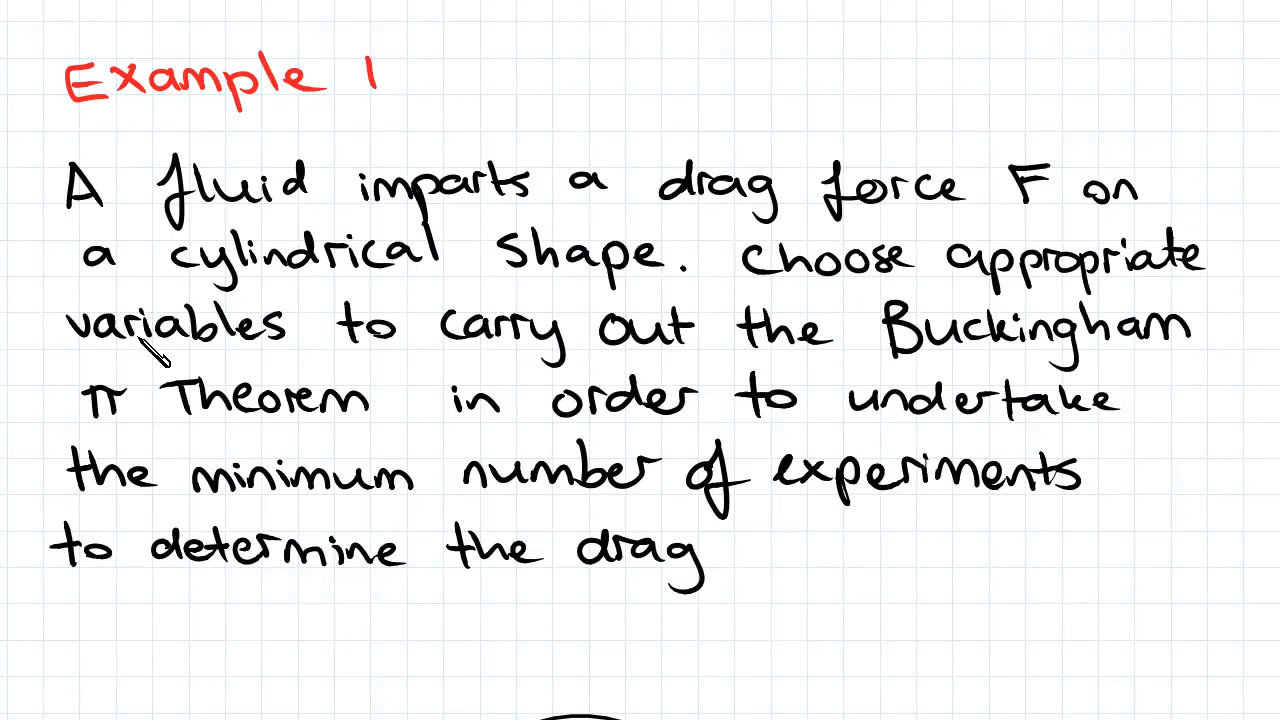 Example 1
A fluid imparts a drag force F on
a cylindrical shape. Choose appropriate
variables to carry out the Buckingham
π Theorem in order to undertake
the minimum number of experiments
to determine the drag